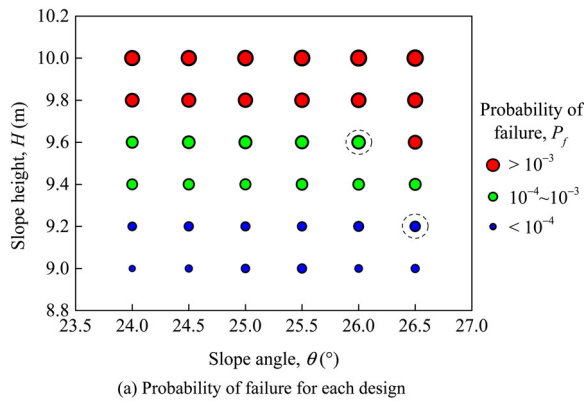 10.2
10.0
9.8
9.6
9.4
9.2
9.0
8.8
Slope height, H (m)
23.5 24.0 24.5 25.0 25.5 26.0 26.5 27.0
Slope angle, θ (°)
Probability of
failure, P_f
> 10⁻³
10⁻⁴~10⁻³
< 10⁻⁴
(a) Probability of failure for each design